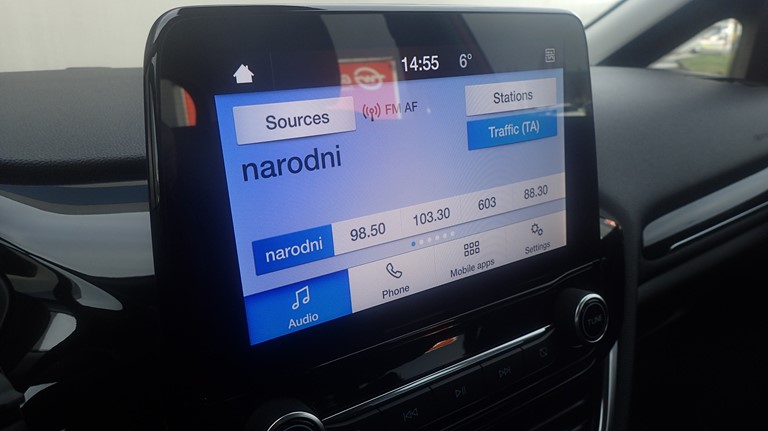 14:55 6°
Sources FM AF Stations
Traffic (TA)
narodni
narodni 98.50 103.30 603 88.30
Audio Phone Mobile apps Settings
TUNE